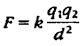 F = k q₁q₂ / d²